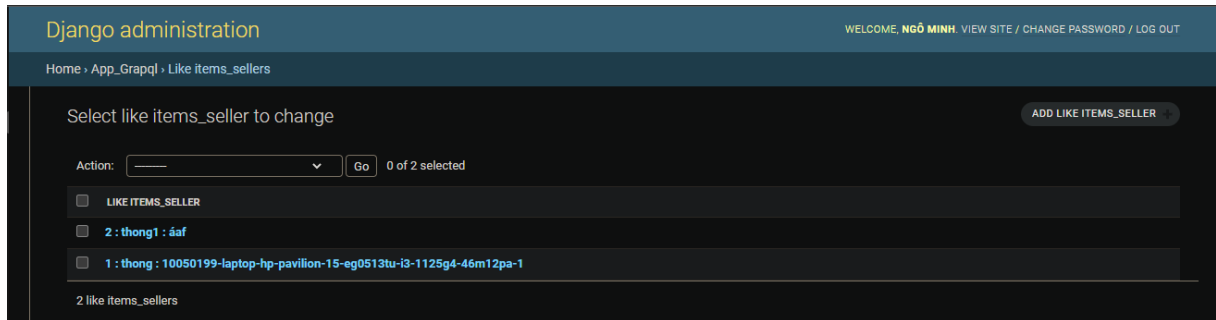 Django administration
WELCOME, NGÔ MINH. VIEW SITE / CHANGE PASSWORD / LOG OUT
Home › App_Grapql › Like items_sellers
Select like items_seller to change
ADD LIKE ITEMS_SELLER +
Action: --------- Go 0 of 2 selected
LIKE ITEMS_SELLER
2 : thong1 : áaf
1 : thong : 10050199-laptop-hp-pavilion-15-eg0513tu-i3-1125g4-46m12pa-1
2 like items_sellers